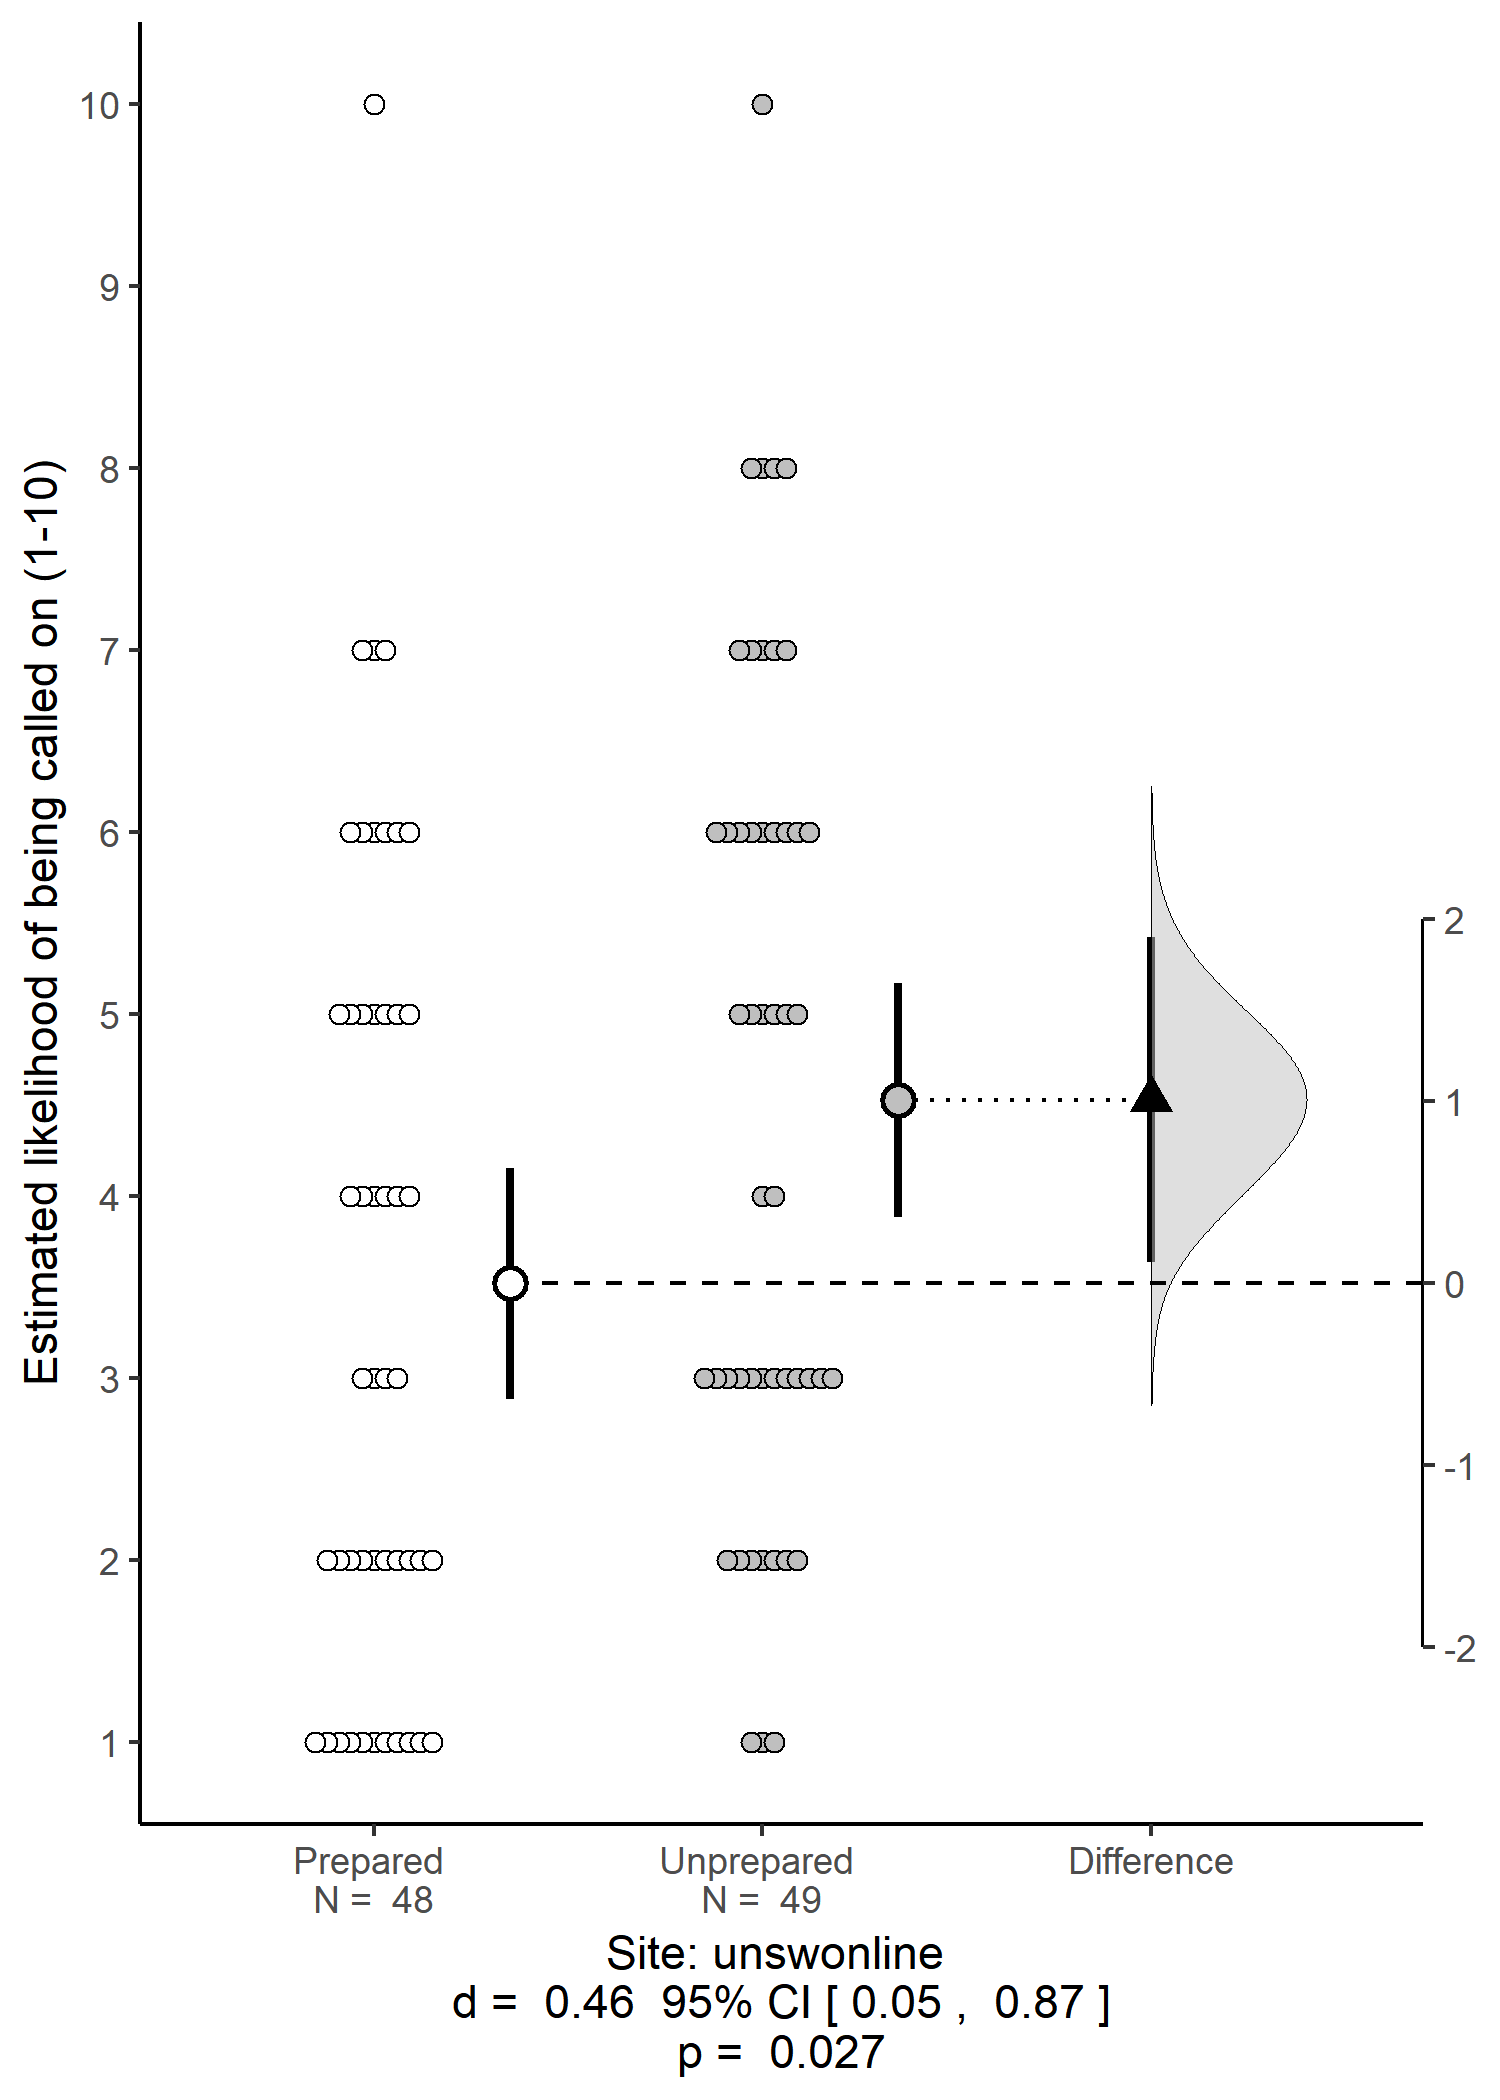 Estimated likelihood of being called on (1-10)
10
9
8
7
6
5
4
3
2
1
2
1
0
-1
-2
Prepared
N = 48
Unprepared
N = 49
Difference
Site: unswonline
d = 0.46 95% CI [ 0.05 , 0.87 ]
p = 0.027